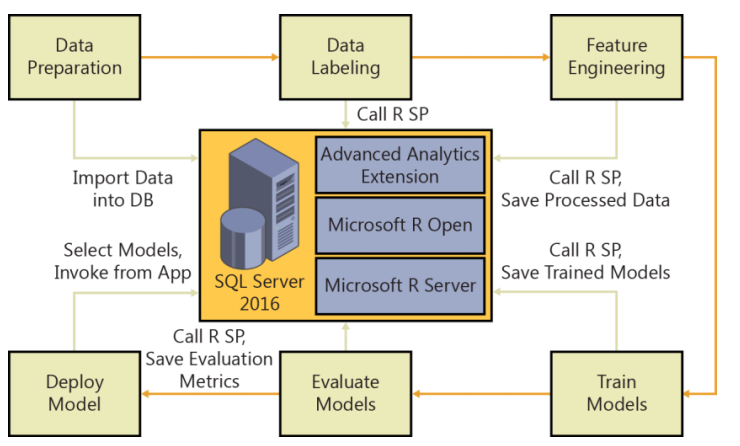 Data
Preparation
Data
Labeling
Feature
Engineering
Call R SP
Import Data
into DB
Advanced Analytics
Extension
Microsoft R Open
Microsoft R Server
SQL Server
2016
Call R SP,
Save Processed Data
Select Models,
Invoke from App
Call R SP,
Save Trained Models
Call R SP,
Save Evaluation
Metrics
Deploy
Model
Evaluate
Models
Train
Models